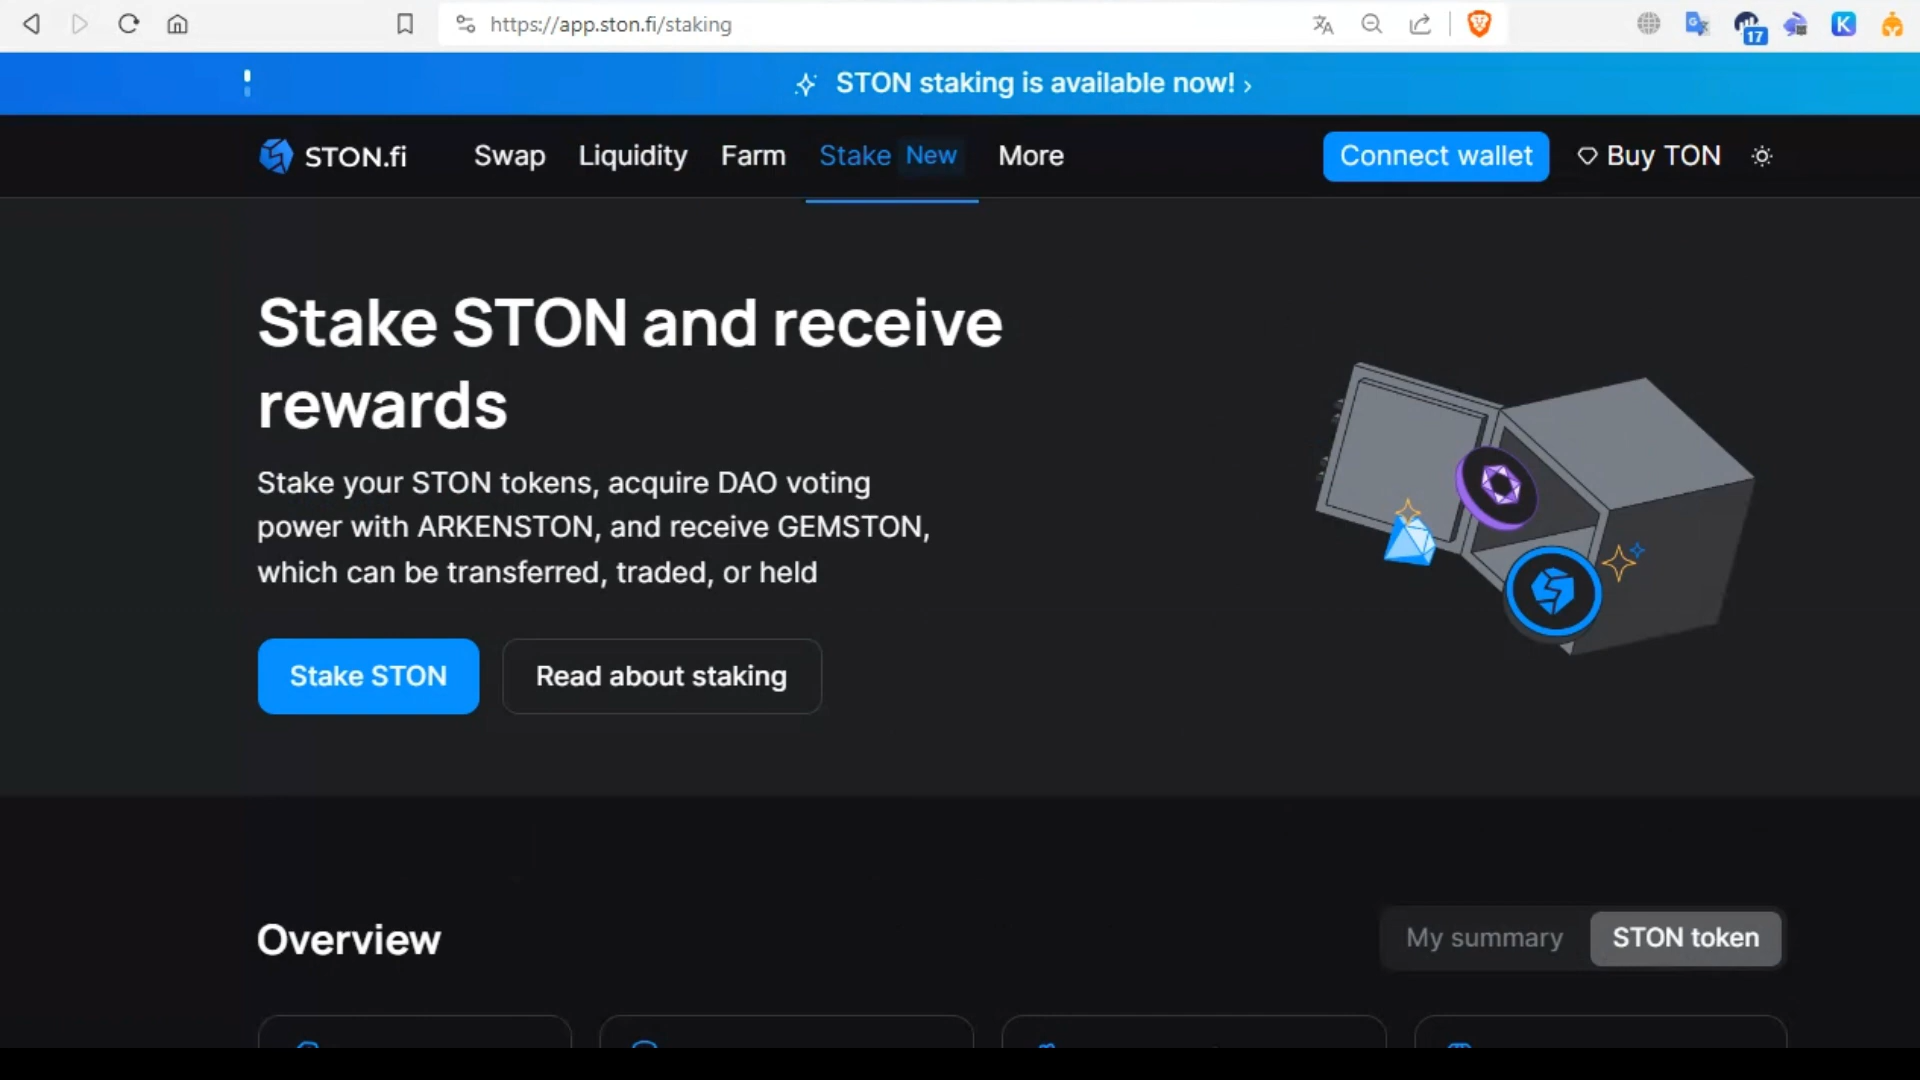 https://app.ston.fi/staking
17
K
STON staking is available now! ›
STON.fi Swap Liquidity Farm Stake New More Connect wallet Buy TON
Stake STON and receive
rewards
Stake your STON tokens, acquire DAO voting
power with ARKENSTON, and receive GEMSTON,
which can be transferred, traded, or held
Stake STON Read about staking
Overview My summary STON token